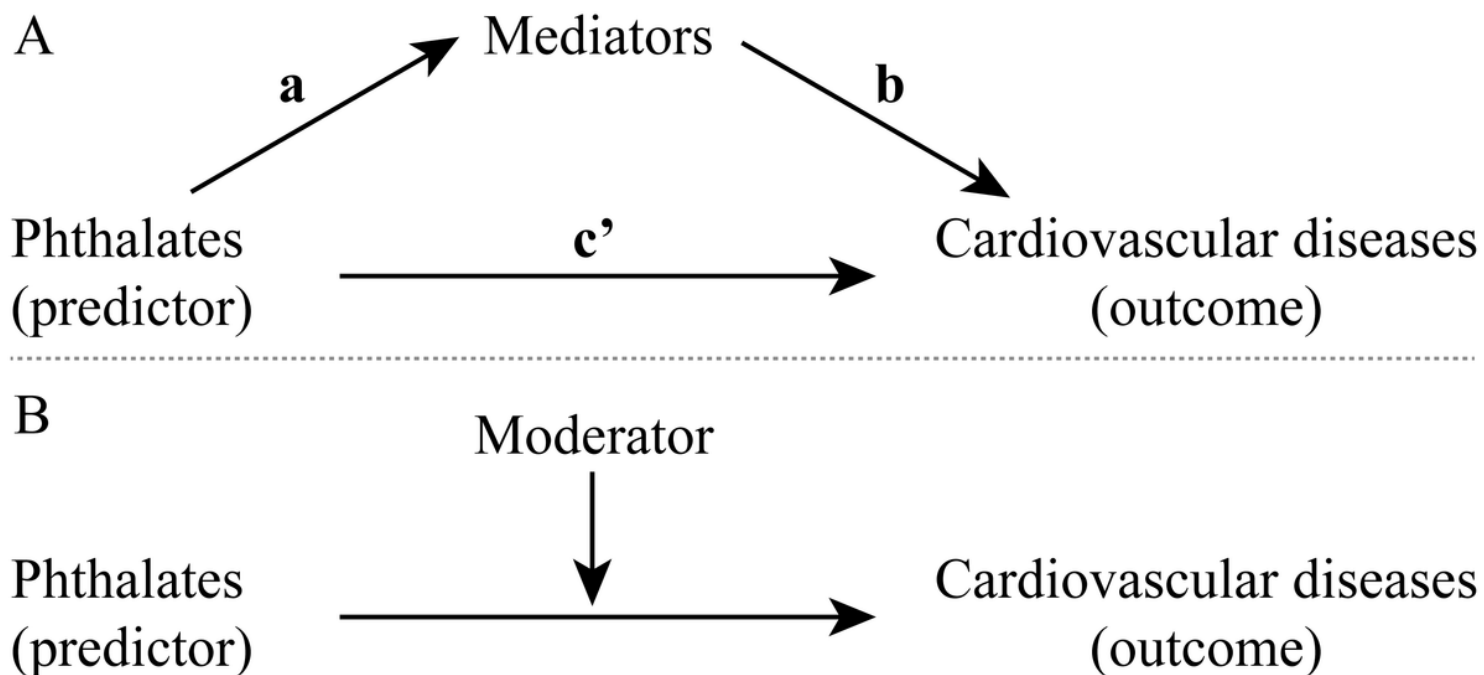 A
Mediators
a
b
Phthalates
(predictor)
c’
Cardiovascular diseases
(outcome)
B
Moderator
Phthalates
(predictor)
Cardiovascular diseases
(outcome)